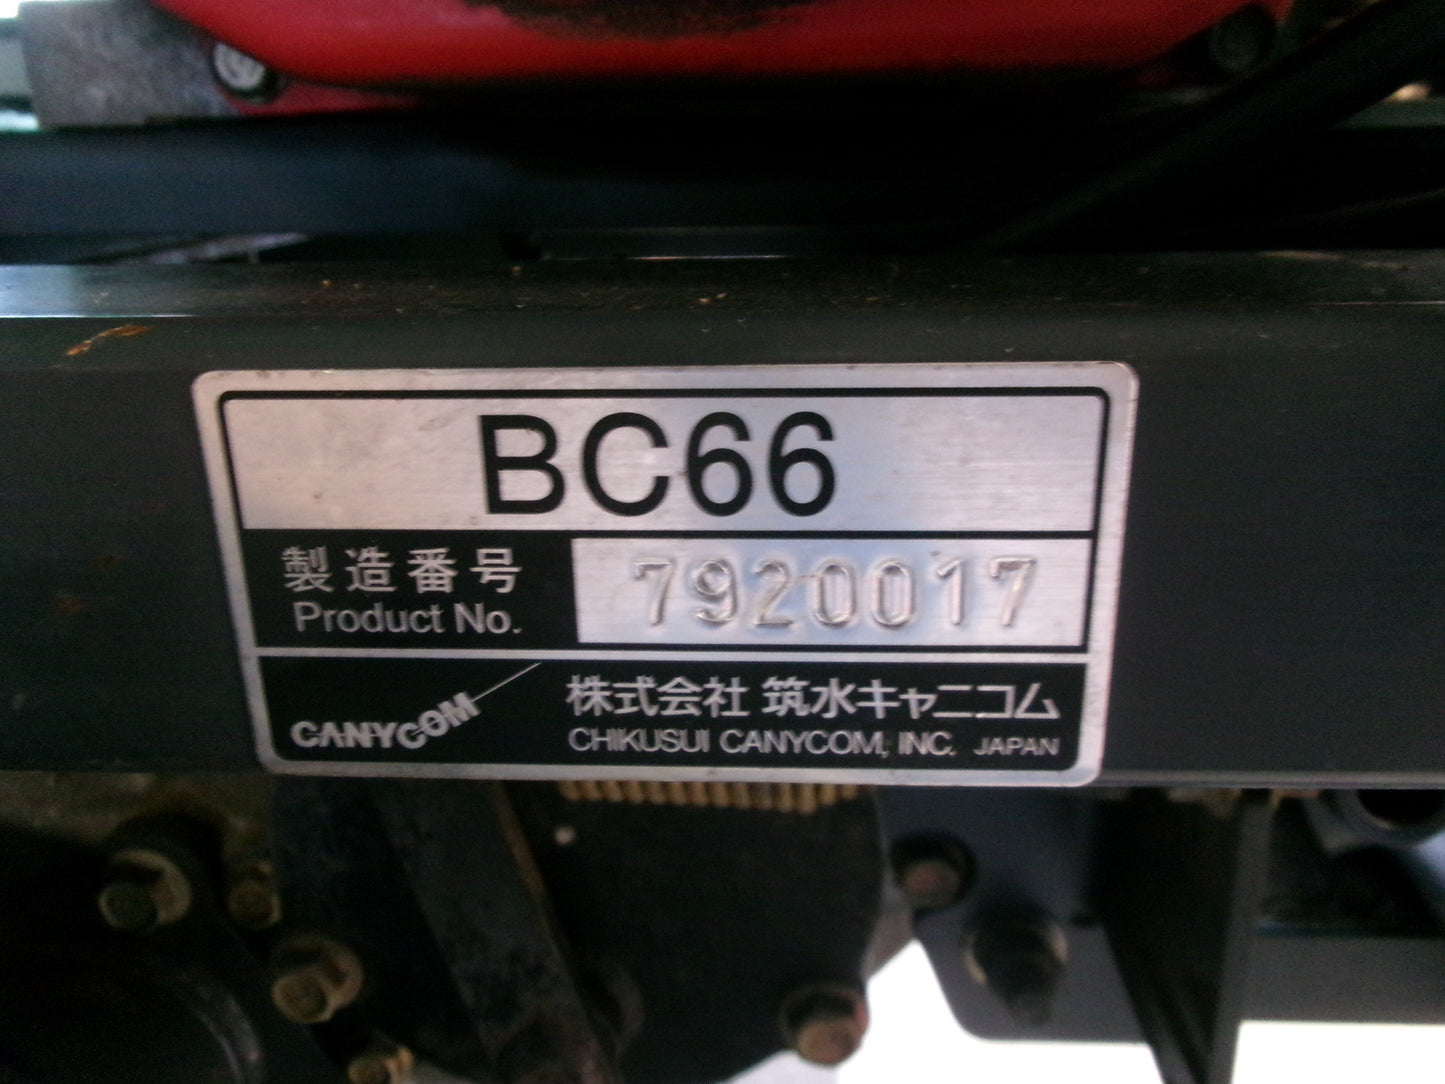 BC66
製造番号
Product No.
7920017
CANYCOM
株式会社 筑水キャニコム
CHIKUSUI CANYCOM, INC. JAPAN